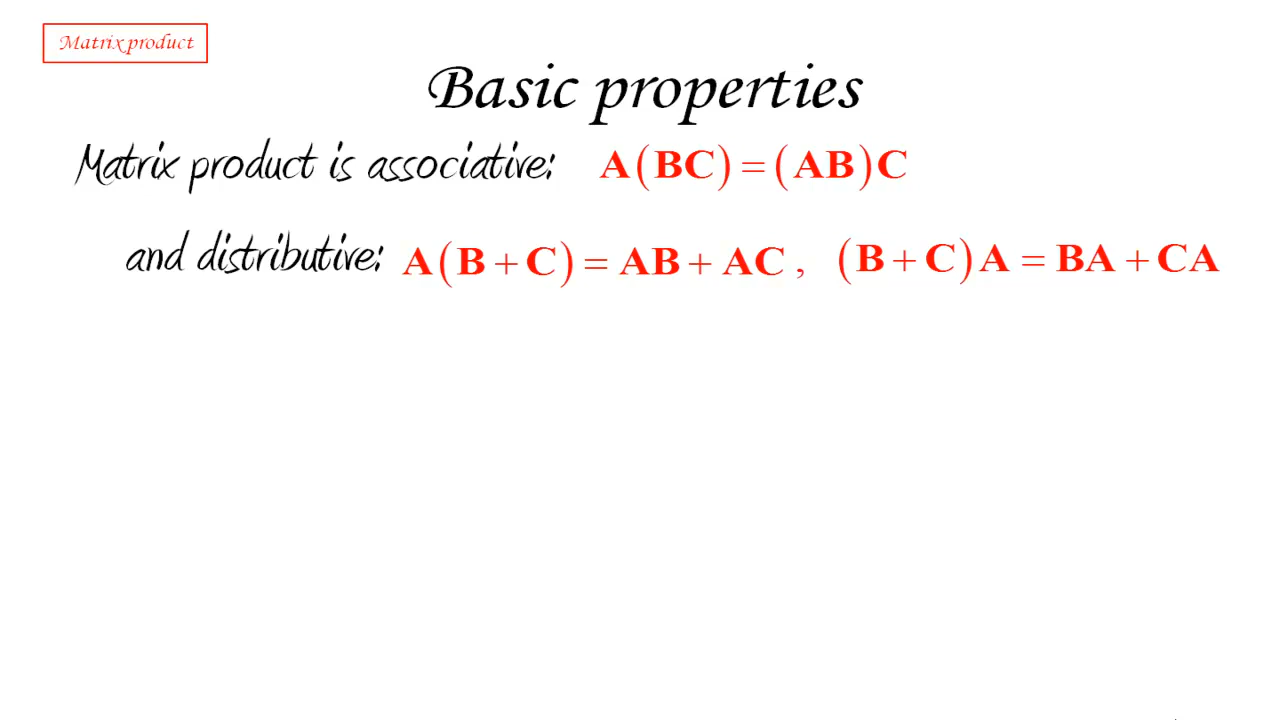 Matrix product
Basic properties
Matrix product is associative: A(BC)=(AB)C
and distributive: A(B+C)=AB+AC, (B+C)A=BA+CA